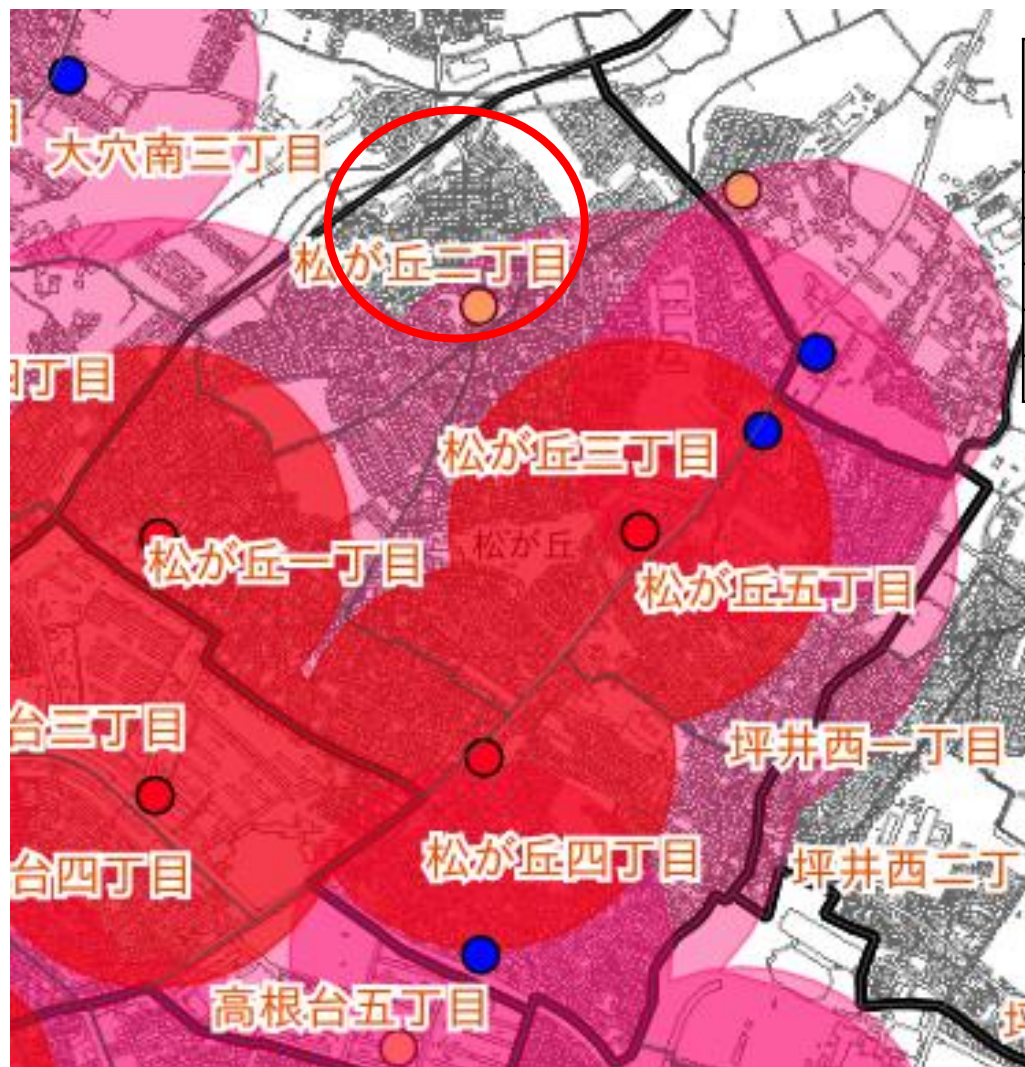 目
大穴南三丁目
松が丘二丁目
丁目
松が丘三丁目
松が丘
松が丘一丁目
松が丘五丁目
台三丁目
坪井西一丁目
台四丁目
松が丘四丁目
坪井西二丁
高根台五丁目
坪